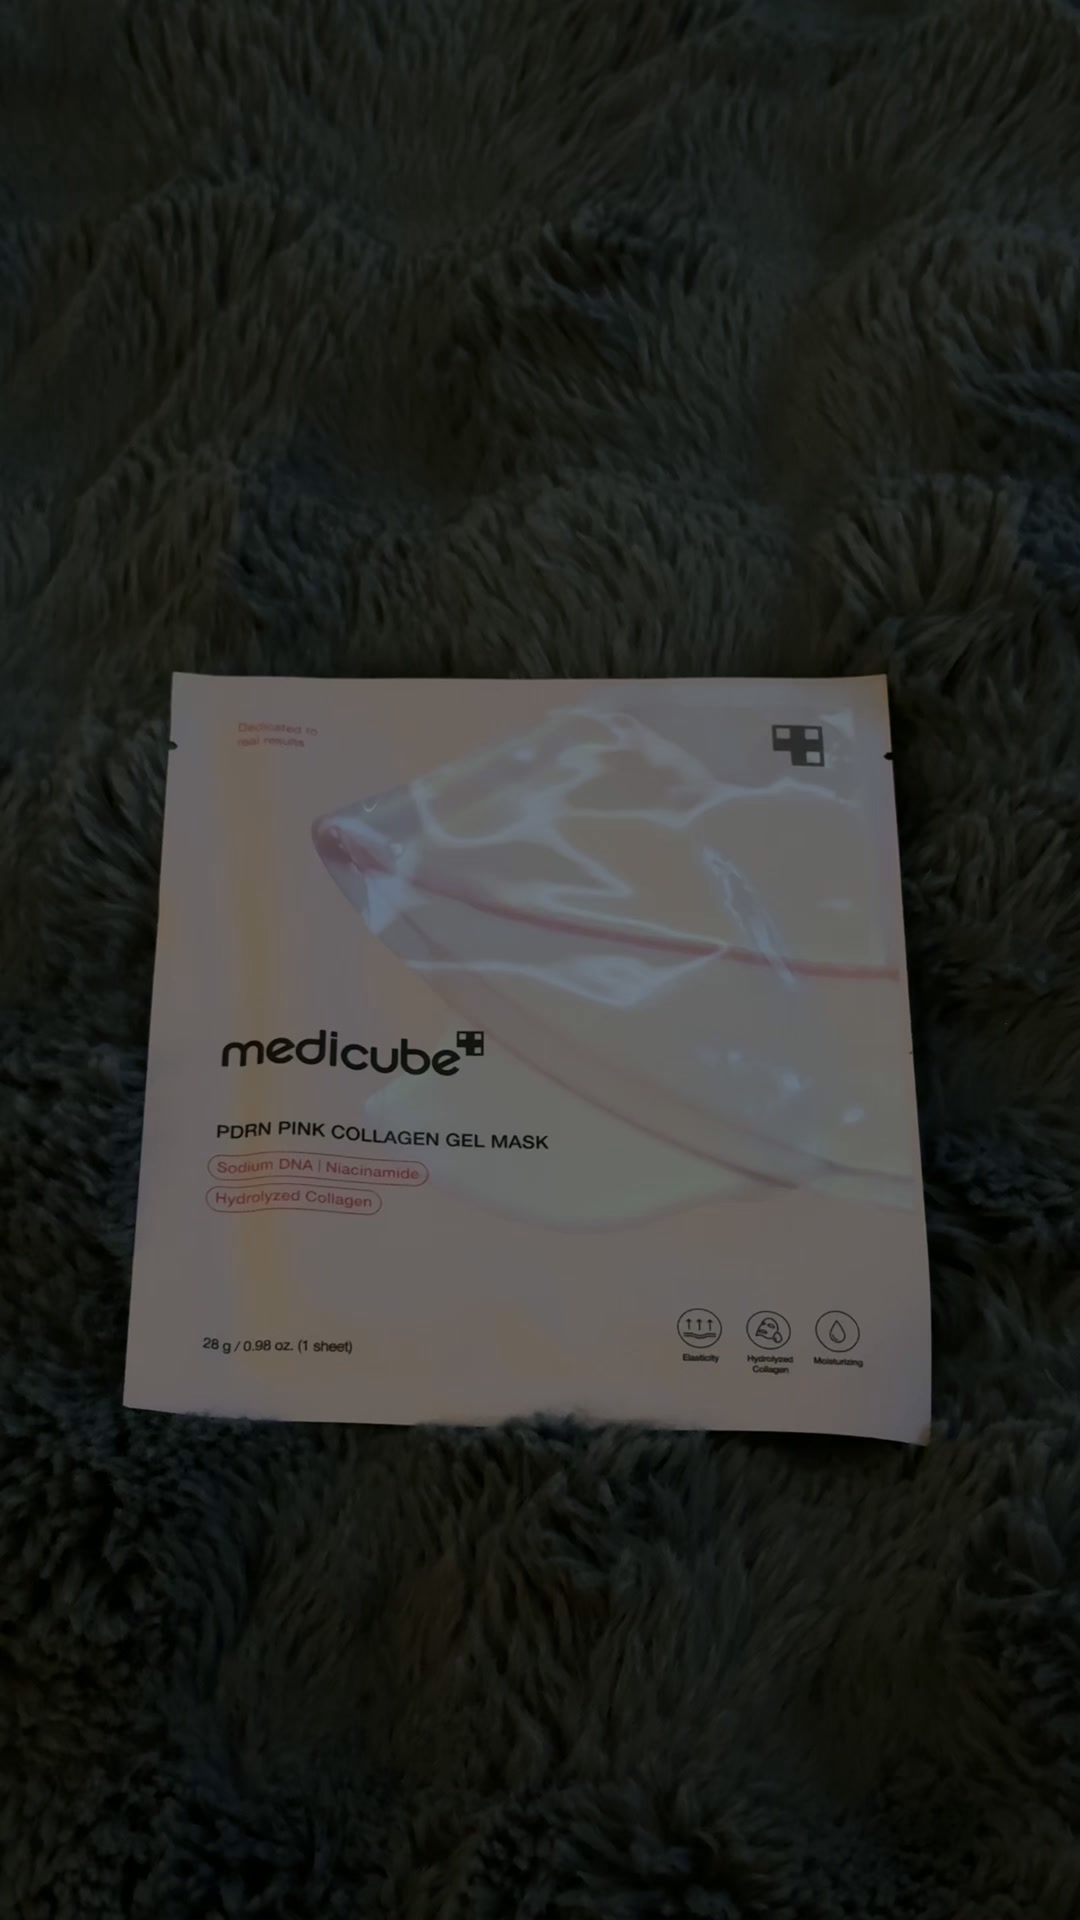 Dedicated to
real results
medicube
PDRN PINK COLLAGEN GEL MASK
Sodium DNA | Niacinamide
Hydrolyzed Collagen
28 g / 0.98 oz. (1 sheet)
Elasticity
Hydrolyzed
Collagen
Moisturizing